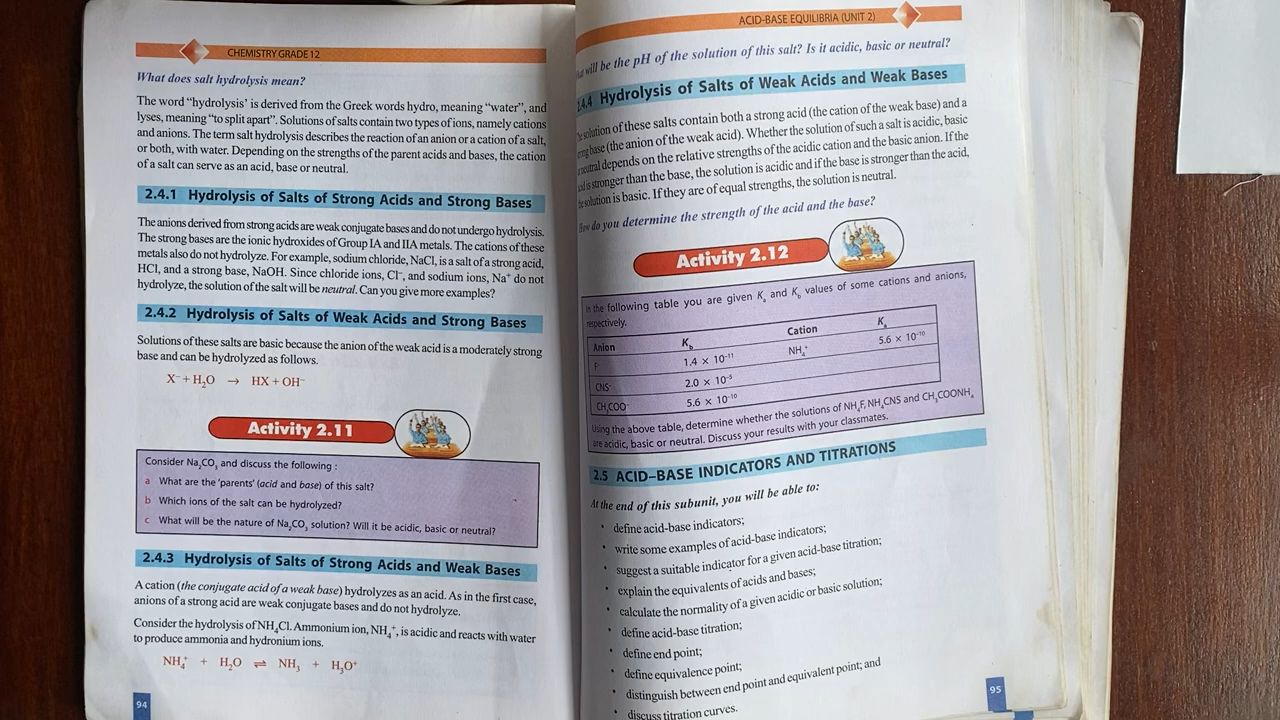 CHEMISTRY GRADE 12
What does salt hydrolysis mean?
The word “hydrolysis’ is derived from the Greek words hydro, meaning “water”, and
lyses, meaning “to split apart”. Solutions of salts contain two types of ions, namely cations
and anions. The term salt hydrolysis describes the reaction of an anion or a cation of a salt,
or both, with water. Depending on the strengths of the parent acids and bases, the cation
of a salt can serve as an acid, base or neutral.
2.4.1 Hydrolysis of Salts of Strong Acids and Strong Bases
The anions derived from strong acids are weak conjugate bases and do not undergo hydrolysis.
The strong bases are the ionic hydroxides of Group IA and IIA metals. The cations of these
metals also do not hydrolyze. For example, sodium chloride, NaCl, is a salt of a strong acid,
HCl, and a strong base, NaOH. Since chloride ions, Cl⁻, and sodium ions, Na⁺ do not
hydrolyze, the solution of the salt will be neutral. Can you give more examples?
2.4.2 Hydrolysis of Salts of Weak Acids and Strong Bases
Solutions of these salts are basic because the anion of the weak acid is a moderately strong
base and can be hydrolyzed as follows.
X⁻ + H₂O → HX + OH⁻
Activity 2.11
Consider Na₂CO₃ and discuss the following :
a What are the 'parents' (acid and base) of this salt?
b Which ions of the salt can be hydrolyzed?
c What will be the nature of Na₂CO₃ solution? Will it be acidic, basic or neutral?
2.4.3 Hydrolysis of Salts of Strong Acids and Weak Bases
A cation (the conjugate acid of a weak base) hydrolyzes as an acid. As in the first case,
anions of a strong acid are weak conjugate bases and do not hydrolyze.
Consider the hydrolysis of NH₄Cl. Ammonium ion, NH₄⁺, is acidic and reacts with water
to produce ammonia and hydronium ions.
NH₄⁺ + H₂O ⇌ NH₃ + H₃O⁺
94
ACID-BASE EQUILIBRIA (UNIT 2)
will be the pH of the solution of this salt? Is it acidic, basic or neutral?
2.4.4 Hydrolysis of Salts of Weak Acids and Weak Bases
solution of these salts contain both a strong acid (the cation of the weak base) and a
base (the anion of the weak acid). Whether the solution of such a salt is acidic, basic
neutral depends on the relative strengths of the acidic cation and the basic anion. If the
acid is stronger than the base, the solution is acidic and if the base is stronger than the acid,
the solution is basic. If they are of equal strengths, the solution is neutral.
How do you determine the strength of the acid and the base?
Activity 2.12
In the following table you are given Kₐ and K_b values of some cations and anions,
respectively.
Anion K_b Cation Kₐ
F⁻ 1.4 × 10⁻¹¹ NH₄⁺ 5.6 × 10⁻¹⁰
CNS⁻ 2.0 × 10⁻⁵
CH₃COO⁻ 5.6 × 10⁻¹⁰
Using the above table, determine whether the solutions of NH₄F, NH₄CNS and CH₃COONH₄
are acidic, basic or neutral. Discuss your results with your classmates.
2.5 ACID–BASE INDICATORS AND TITRATIONS
At the end of this subunit, you will be able to:
• define acid-base indicators;
• write some examples of acid-base indicators;
• suggest a suitable indicator for a given acid-base titration;
• explain the equivalents of acids and bases;
• calculate the normality of a given acidic or basic solution;
• define acid-base titration;
• define end point;
• define equivalence point;
• distinguish between end point and equivalent point; and
• discuss titration curves.
95